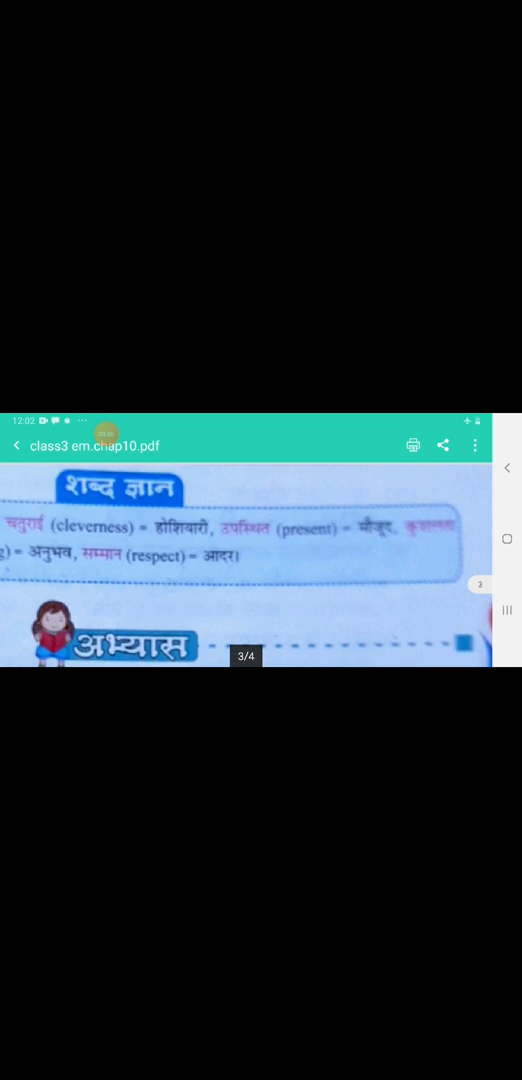 12:02
class3 em.chap10.pdf
शब्द ज्ञान
चतुराई (cleverness) = होशियारी, उपस्थित (present) = मौजूद, कुशलता
g) = अनुभव, सम्मान (respect) = आदर।
3
अभ्यास
3/4